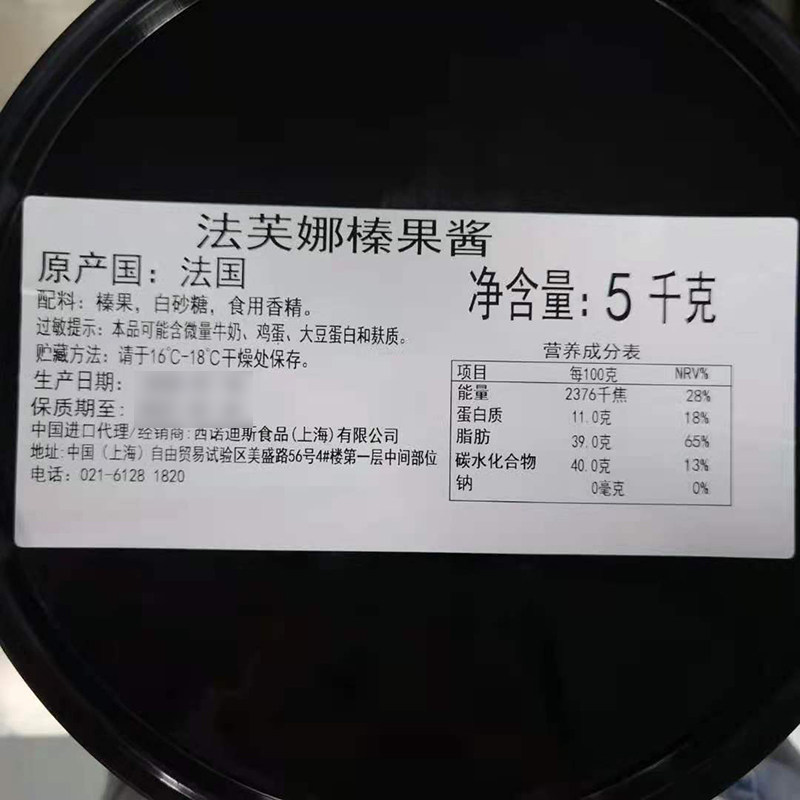 法芙娜榛果酱
原产国：法国
净含量：5千克
配料：榛果，白砂糖，食用香精。
过敏提示：本品可能含微量牛奶、鸡蛋、大豆蛋白和麸质。
贮藏方法：请于16℃-18℃干燥处保存。
生产日期：
保质期至：
中国进口代理/经销商:西诺迪斯食品(上海)有限公司
地址:中国（上海）自由贸易试验区美盛路56号4#楼第一层中间部位
电话：021-6128 1820
营养成分表
项目 每100克 NRV%
能量 2376千焦 28%
蛋白质 11.0克 18%
脂肪 39.0克 65%
碳水化合物 40.0克 13%
钠 0毫克 0%